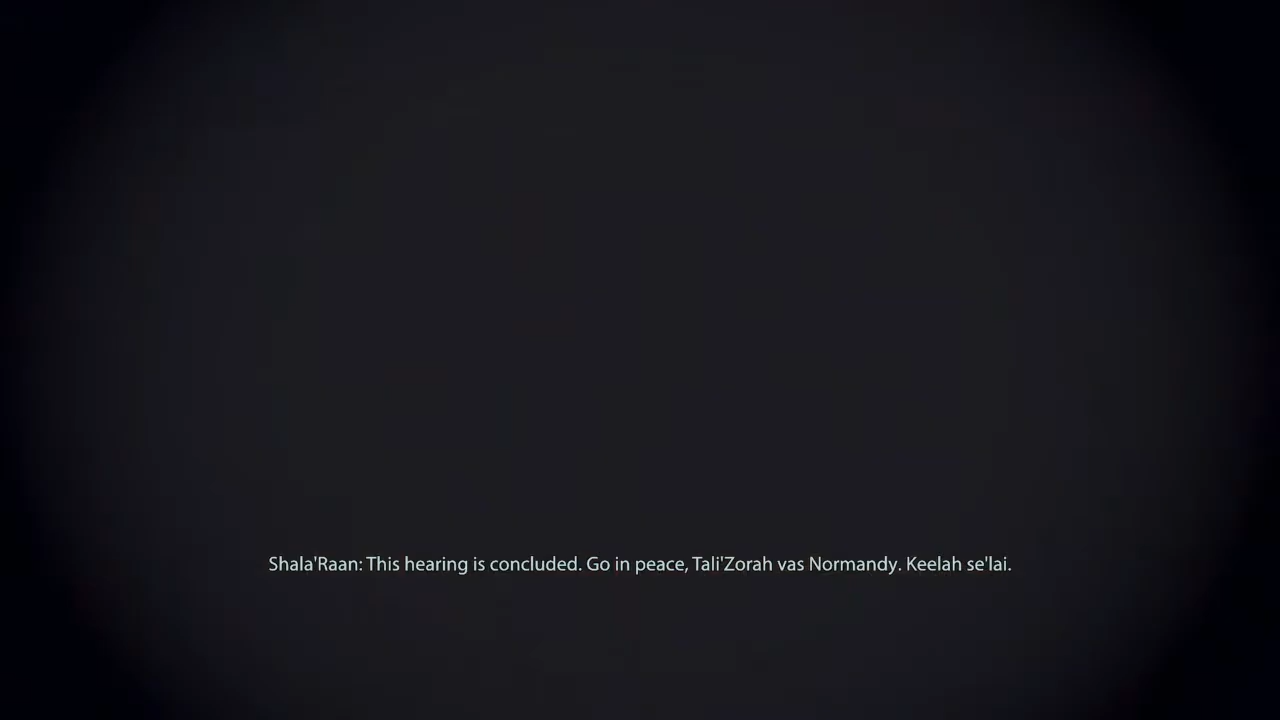 Shala'Raan: This hearing is concluded. Go in peace, Tali'Zorah vas Normandy. Keelah se'lai.